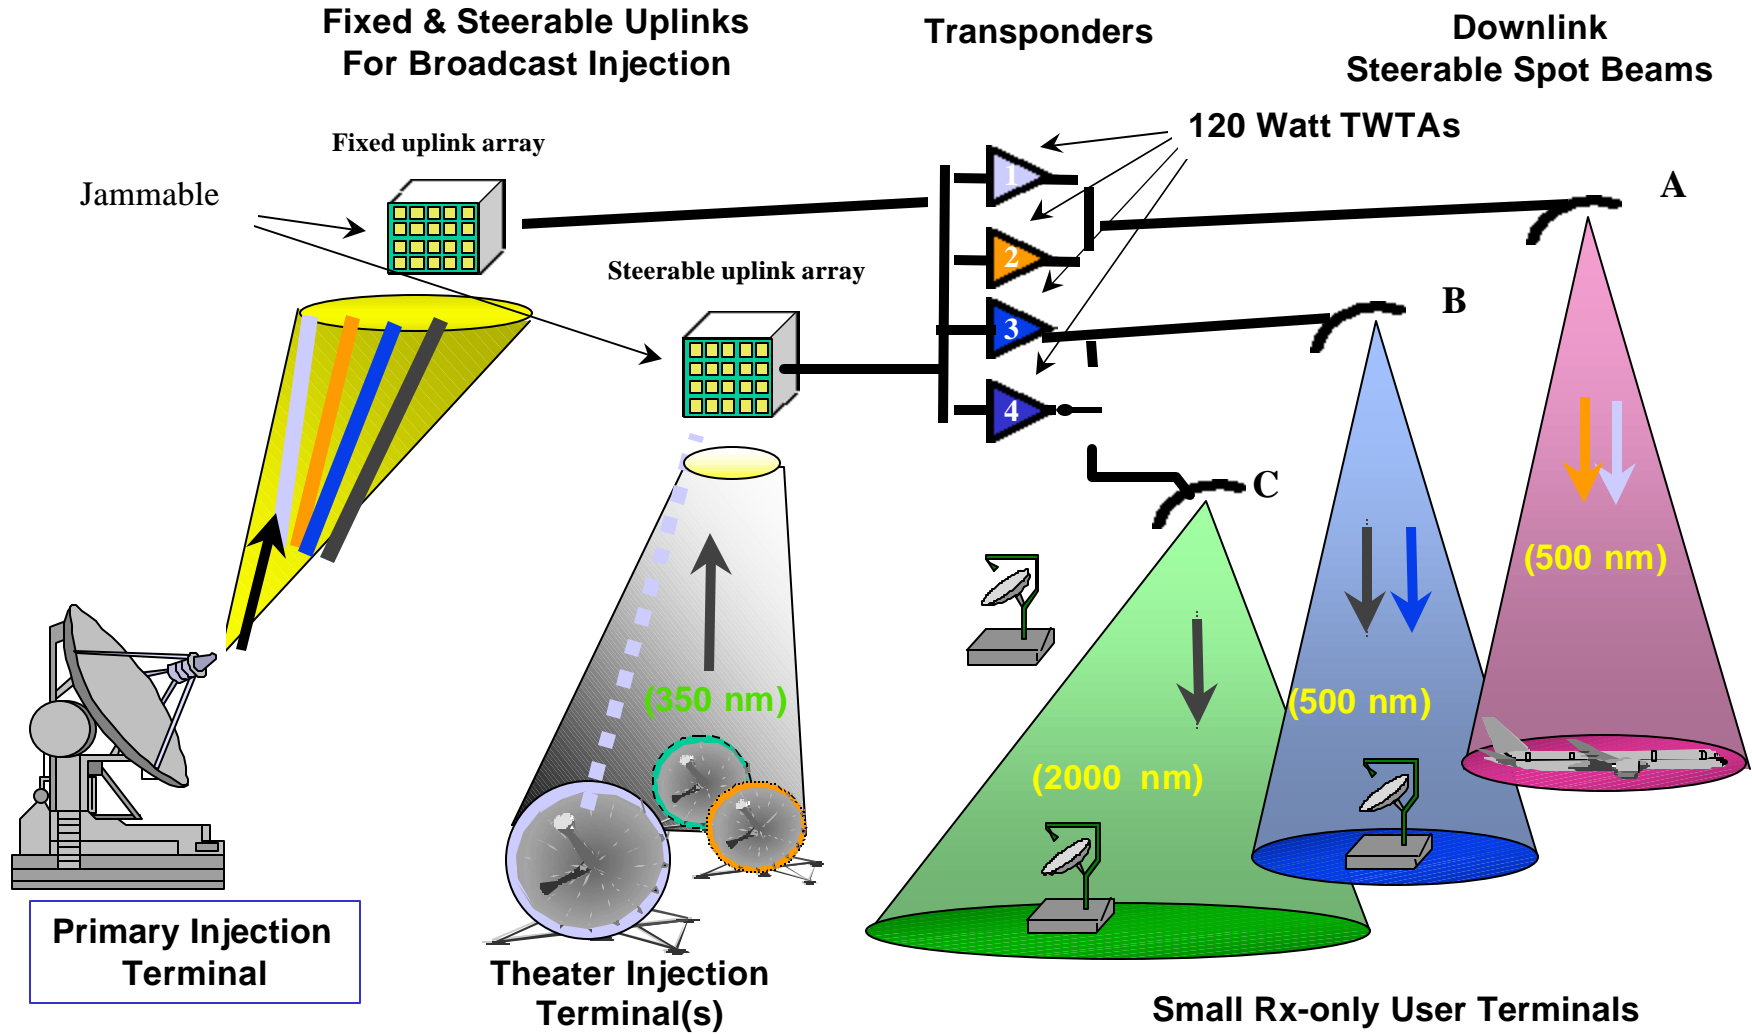 Fixed & Steerable Uplinks
For Broadcast Injection
Transponders
Downlink
Steerable Spot Beams
120 Watt TWTAs
Fixed uplink array
Jammable
Steerable uplink array
1
2
3
4
A
B
C
(500 nm)
(500 nm)
(350 nm)
(2000 nm)
Primary Injection
Terminal
Theater Injection
Terminal(s)
Small Rx-only User Terminals